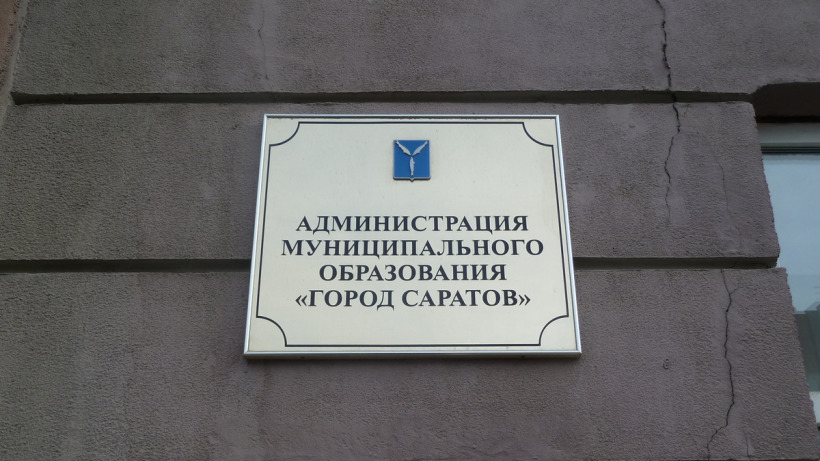 АДМИНИСТРАЦИЯ
МУНИЦИПАЛЬНОГО
ОБРАЗОВАНИЯ
«ГОРОД САРАТОВ»